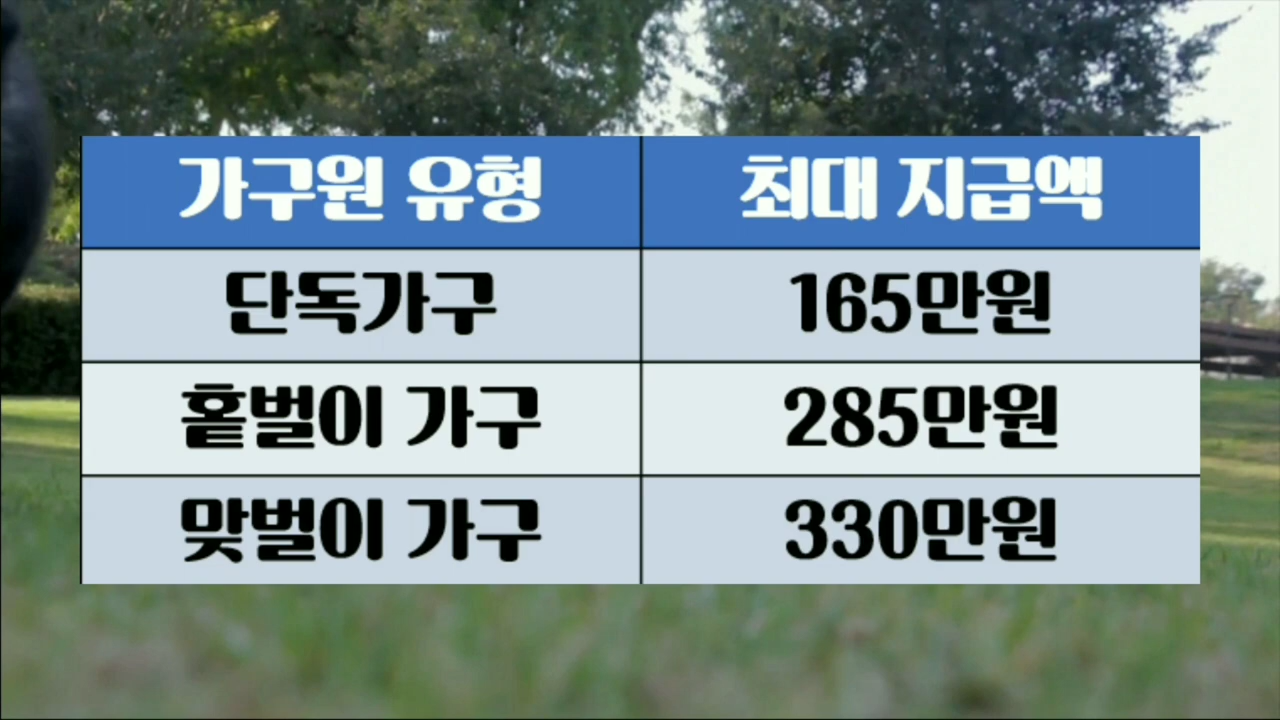 가구원 유형 최대 지급액
단독가구 165만원
홑벌이 가구 285만원
맞벌이 가구 330만원